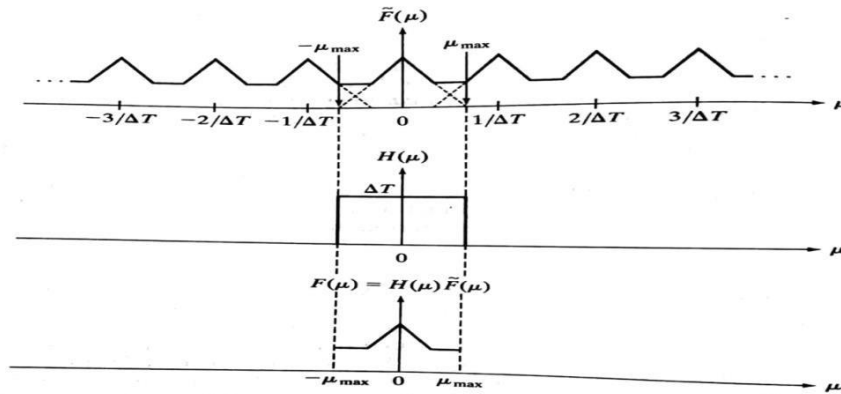 F̃(μ)
−μmax μmax
. . . . . . . .
−3/ΔT −2/ΔT −1/ΔT 0 1/ΔT 2/ΔT 3/ΔT μ
H(μ)
ΔT
0 μ
F(μ) = H(μ)F̃(μ)
−μmax 0 μmax μ